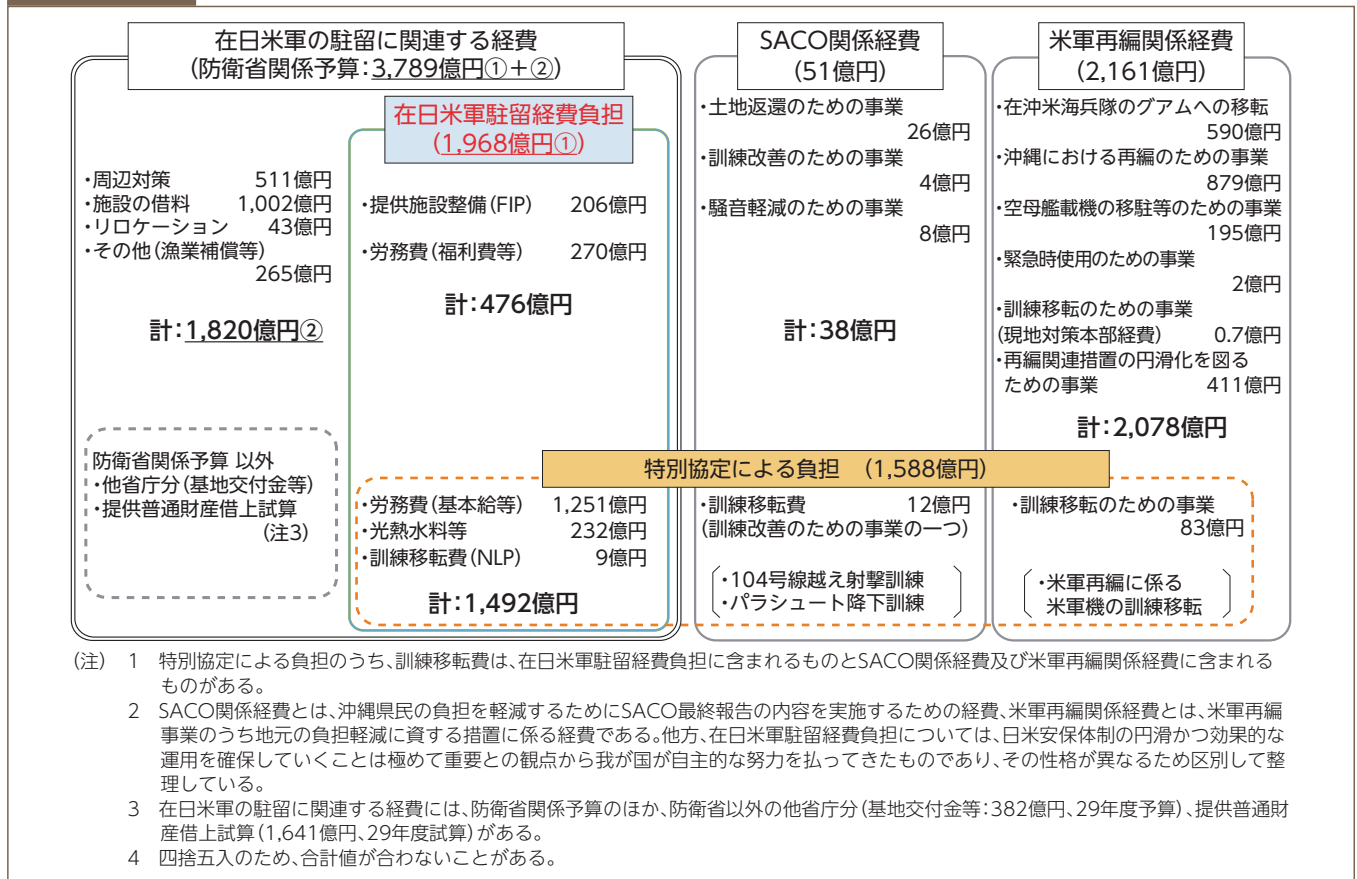 在日米軍の駐留に関連する経費
(防衛省関係予算:3,789億円①+②)
在日米軍駐留経費負担
(1,968億円①)
・周辺対策 511億円
・施設の借料 1,002億円
・リロケーション 43億円
・その他(漁業補償等)
265億円
計:1,820億円②
・提供施設整備(FIP) 206億円
・労務費(福利費等) 270億円
計:476億円
防衛省関係予算 以外
・他省庁分(基地交付金等)
・提供普通財産借上試算
(注3)
SACO関係経費
(51億円)
・土地返還のための事業
26億円
・訓練改善のための事業
4億円
・騒音軽減のための事業
8億円
計:38億円
米軍再編関係経費
(2,161億円)
・在沖米海兵隊のグアムへの移転
590億円
・沖縄における再編のための事業
879億円
・空母艦載機の移駐等のための事業
195億円
・緊急時使用のための事業
2億円
・訓練移転のための事業
(現地対策本部経費) 0.7億円
・再編関連措置の円滑化を図る
ための事業 411億円
計:2,078億円
特別協定による負担 (1,588億円)
・労務費(基本給等) 1,251億円
・光熱水料等 232億円
・訓練移転費(NLP) 9億円
計:1,492億円
・訓練移転費 12億円
(訓練改善のための事業の一つ)
・104号線越え射撃訓練
・パラシュート降下訓練
・訓練移転のための事業
83億円
・米軍再編に係る
米軍機の訓練移転
(注) 1 特別協定による負担のうち、訓練移転費は、在日米軍駐留経費負担に含まれるものとSACO関係経費及び米軍再編関係経費に含まれる
ものがある。
2 SACO関係経費とは、沖縄県民の負担を軽減するためにSACO最終報告の内容を実施するための経費、米軍再編関係経費とは、米軍再編
事業のうち地元の負担軽減に資する措置に係る経費である。他方、在日米軍駐留経費負担については、日米安保体制の円滑かつ効果的な
運用を確保していくことは極めて重要との観点から我が国が自主的な努力を払ってきたものであり、その性格が異なるため区別して整
理している。
3 在日米軍の駐留に関連する経費には、防衛省関係予算のほか、防衛省以外の他省庁分(基地交付金等:382億円、29年度予算)、提供普通財
産借上試算(1,641億円、29年度試算)がある。
4 四捨五入のため、合計値が合わないことがある。